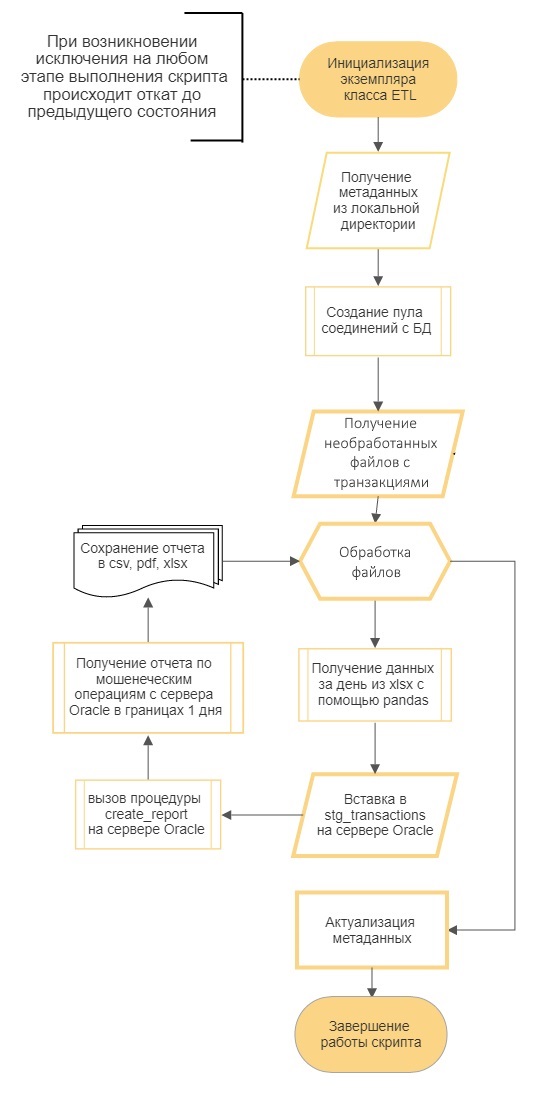 При возникновении
исключения на любом
этапе выполнения скрипта
происходит откат до
предыдущего состояния
Инициализация
экземпляра
класса ETL
Получение
метаданных
из локальной
директории
Создание пула
соединений с БД
Получение
необработанных
файлов с
транзакциями
Обработка
файлов
Сохранение отчета
в csv, pdf, xlsx
Получение отчета по
мошенеческим
операциям с сервера
Oracle в границах 1 дня
Получение данных
за день из xlsx с
помощью pandas
вызов процедуры
create_report
на сервере Oracle
Вставка в
stg_transactions
на сервере Oracle
Актуализация
метаданных
Завершение
работы скрипта